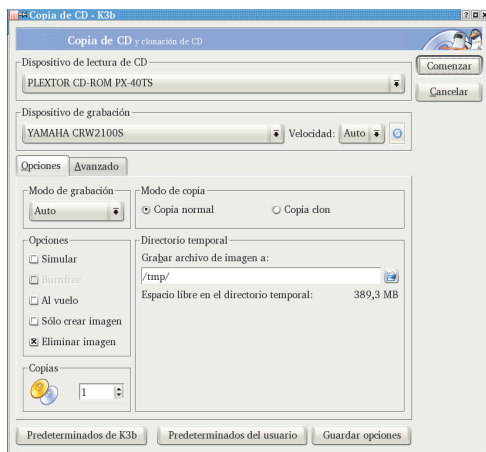 Copia de CD - K3b
Copia de CD y clonación de CD
Dispositivo de lectura de CD
PLEXTOR CD-ROM PX-40TS
Comenzar
Cancelar
Dispositivo de grabación
YAMAHA CRW2100S
Velocidad: Auto
Opciones Avanzado
Modo de grabación
Auto
Modo de copia
Copia normal Copia clon
Opciones
Simular
Burnfree
Al vuelo
Sólo crear imagen
Eliminar imagen
Directorio temporal
Grabar archivo de imagen a:
/tmp/
Espacio libre en el directorio temporal: 389,3 MB
Copias
1
Predeterminados de K3b Predeterminados del usuario Guardar opciones